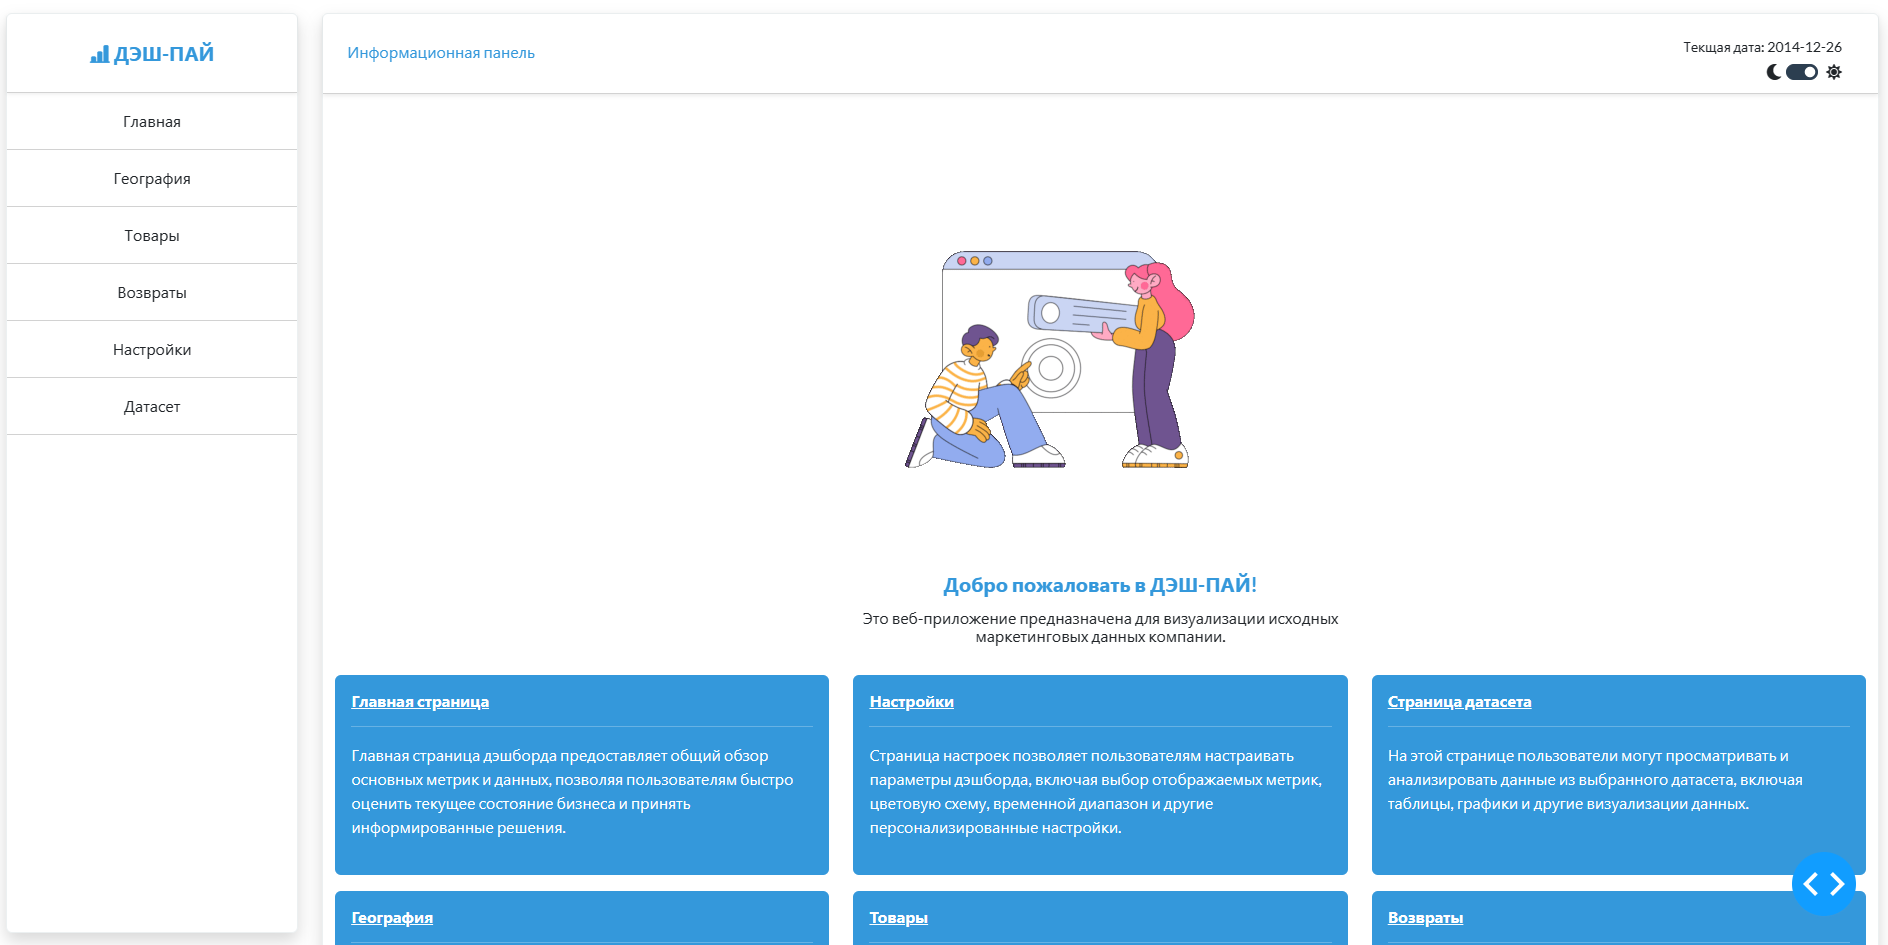 ДЭШ-ПАЙ
Главная
География
Товары
Возвраты
Настройки
Датасет
Информационная панель
Текщая дата: 2014-12-26
Добро пожаловать в ДЭШ-ПАЙ!
Это веб-приложение предназначена для визуализации исходных
маркетинговых данных компании.
Главная страница
Главная страница дэшборда предоставляет общий обзор
основных метрик и данных, позволяя пользователям быстро
оценить текущее состояние бизнеса и принять
информированные решения.
Настройки
Страница настроек позволяет пользователям настраивать
параметры дэшборда, включая выбор отображаемых метрик,
цветовую схему, временной диапазон и другие
персонализированные настройки.
Страница датасета
На этой странице пользователи могут просматривать и
анализировать данные из выбранного датасета, включая
таблицы, графики и другие визуализации данных.
География
Товары
Возвраты